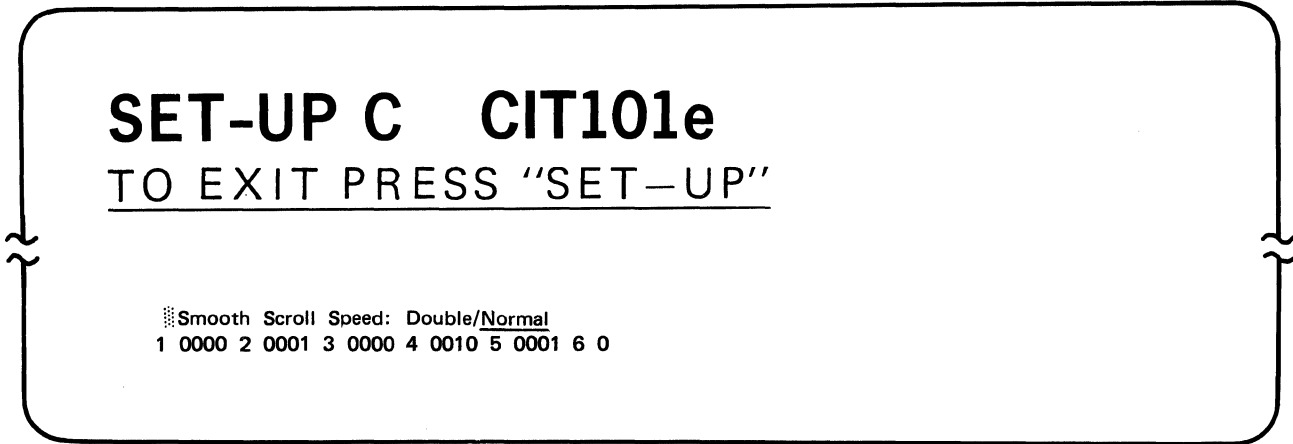 SET-UP C CIT101e
TO EXIT PRESS "SET-UP"
Smooth Scroll Speed: Double/Normal
1 0000 2 0001 3 0000 4 0010 5 0001 6 0